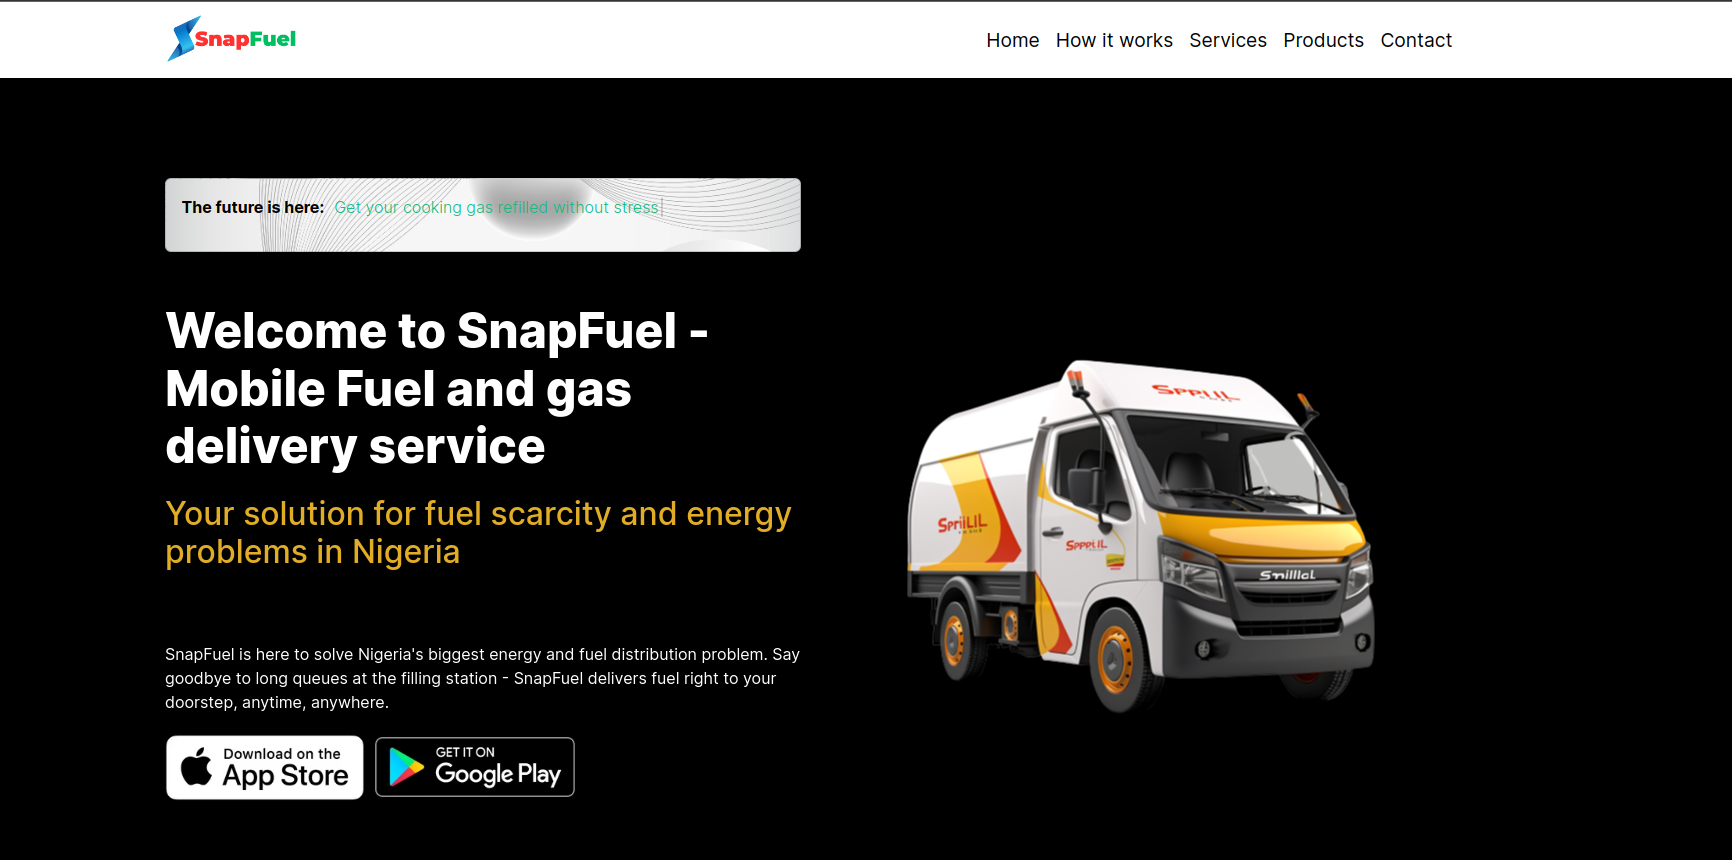 SnapFuel
Home How it works Services Products Contact
The future is here: Get your cooking gas refilled without stress
Welcome to SnapFuel -
Mobile Fuel and gas
delivery service
Your solution for fuel scarcity and energy
problems in Nigeria
SnapFuel is here to solve Nigeria's biggest energy and fuel distribution problem. Say
goodbye to long queues at the filling station - SnapFuel delivers fuel right to your
doorstep, anytime, anywhere.
Download on the
App Store
GET IT ON
Google Play